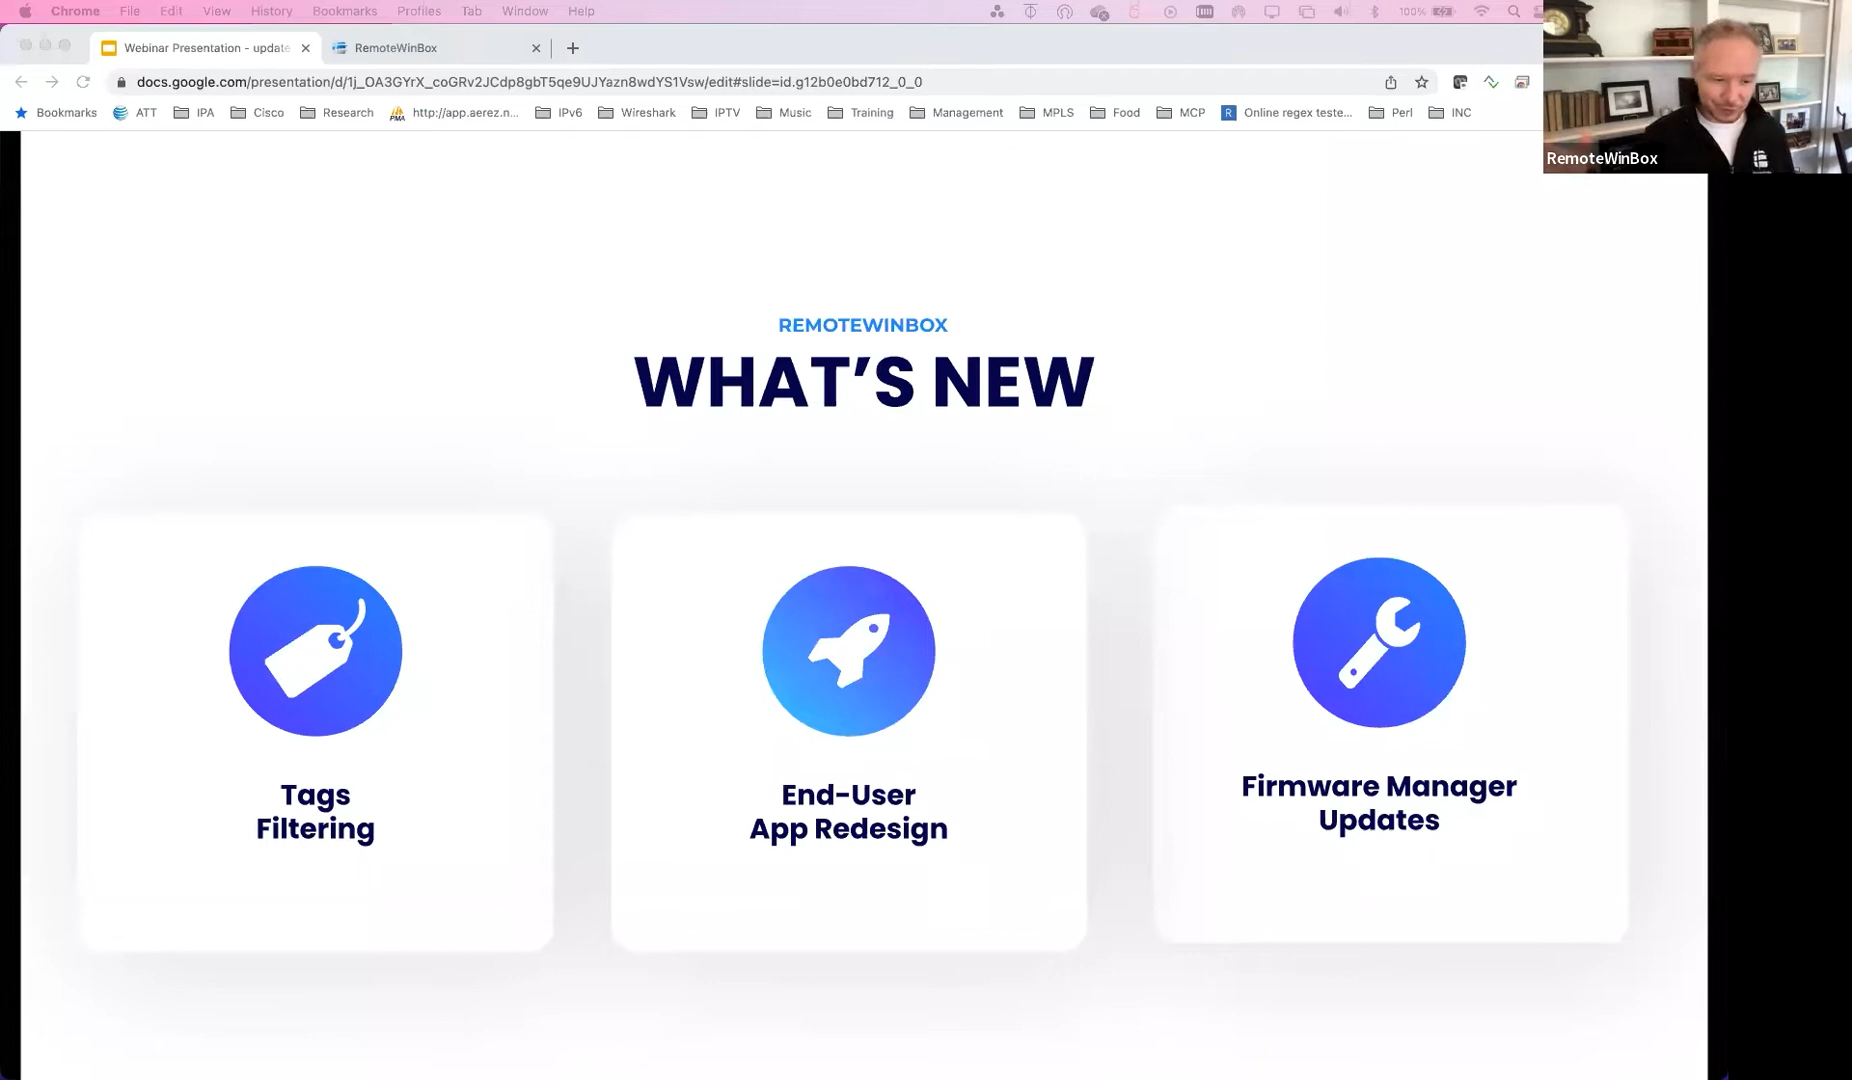 Chrome File Edit View History Bookmarks Profiles Tab Window Help 100%
Webinar Presentation - update RemoteWinBox
docs.google.com/presentation/d/1j_OA3GYrX_coGRv2JCdp8gbT5qe9UJYazn8wdYS1Vsw/edit#slide=id.g12b0e0bd712_0_0
Bookmarks ATT IPA Cisco Research http://app.aerez.n... IPv6 Wireshark IPTV Music Training Management MPLS Food MCP Online regex teste... Perl INC
RemoteWinBox
REMOTEWINBOX
WHAT'S NEW
Tags
Filtering
End-User
App Redesign
Firmware Manager
Updates